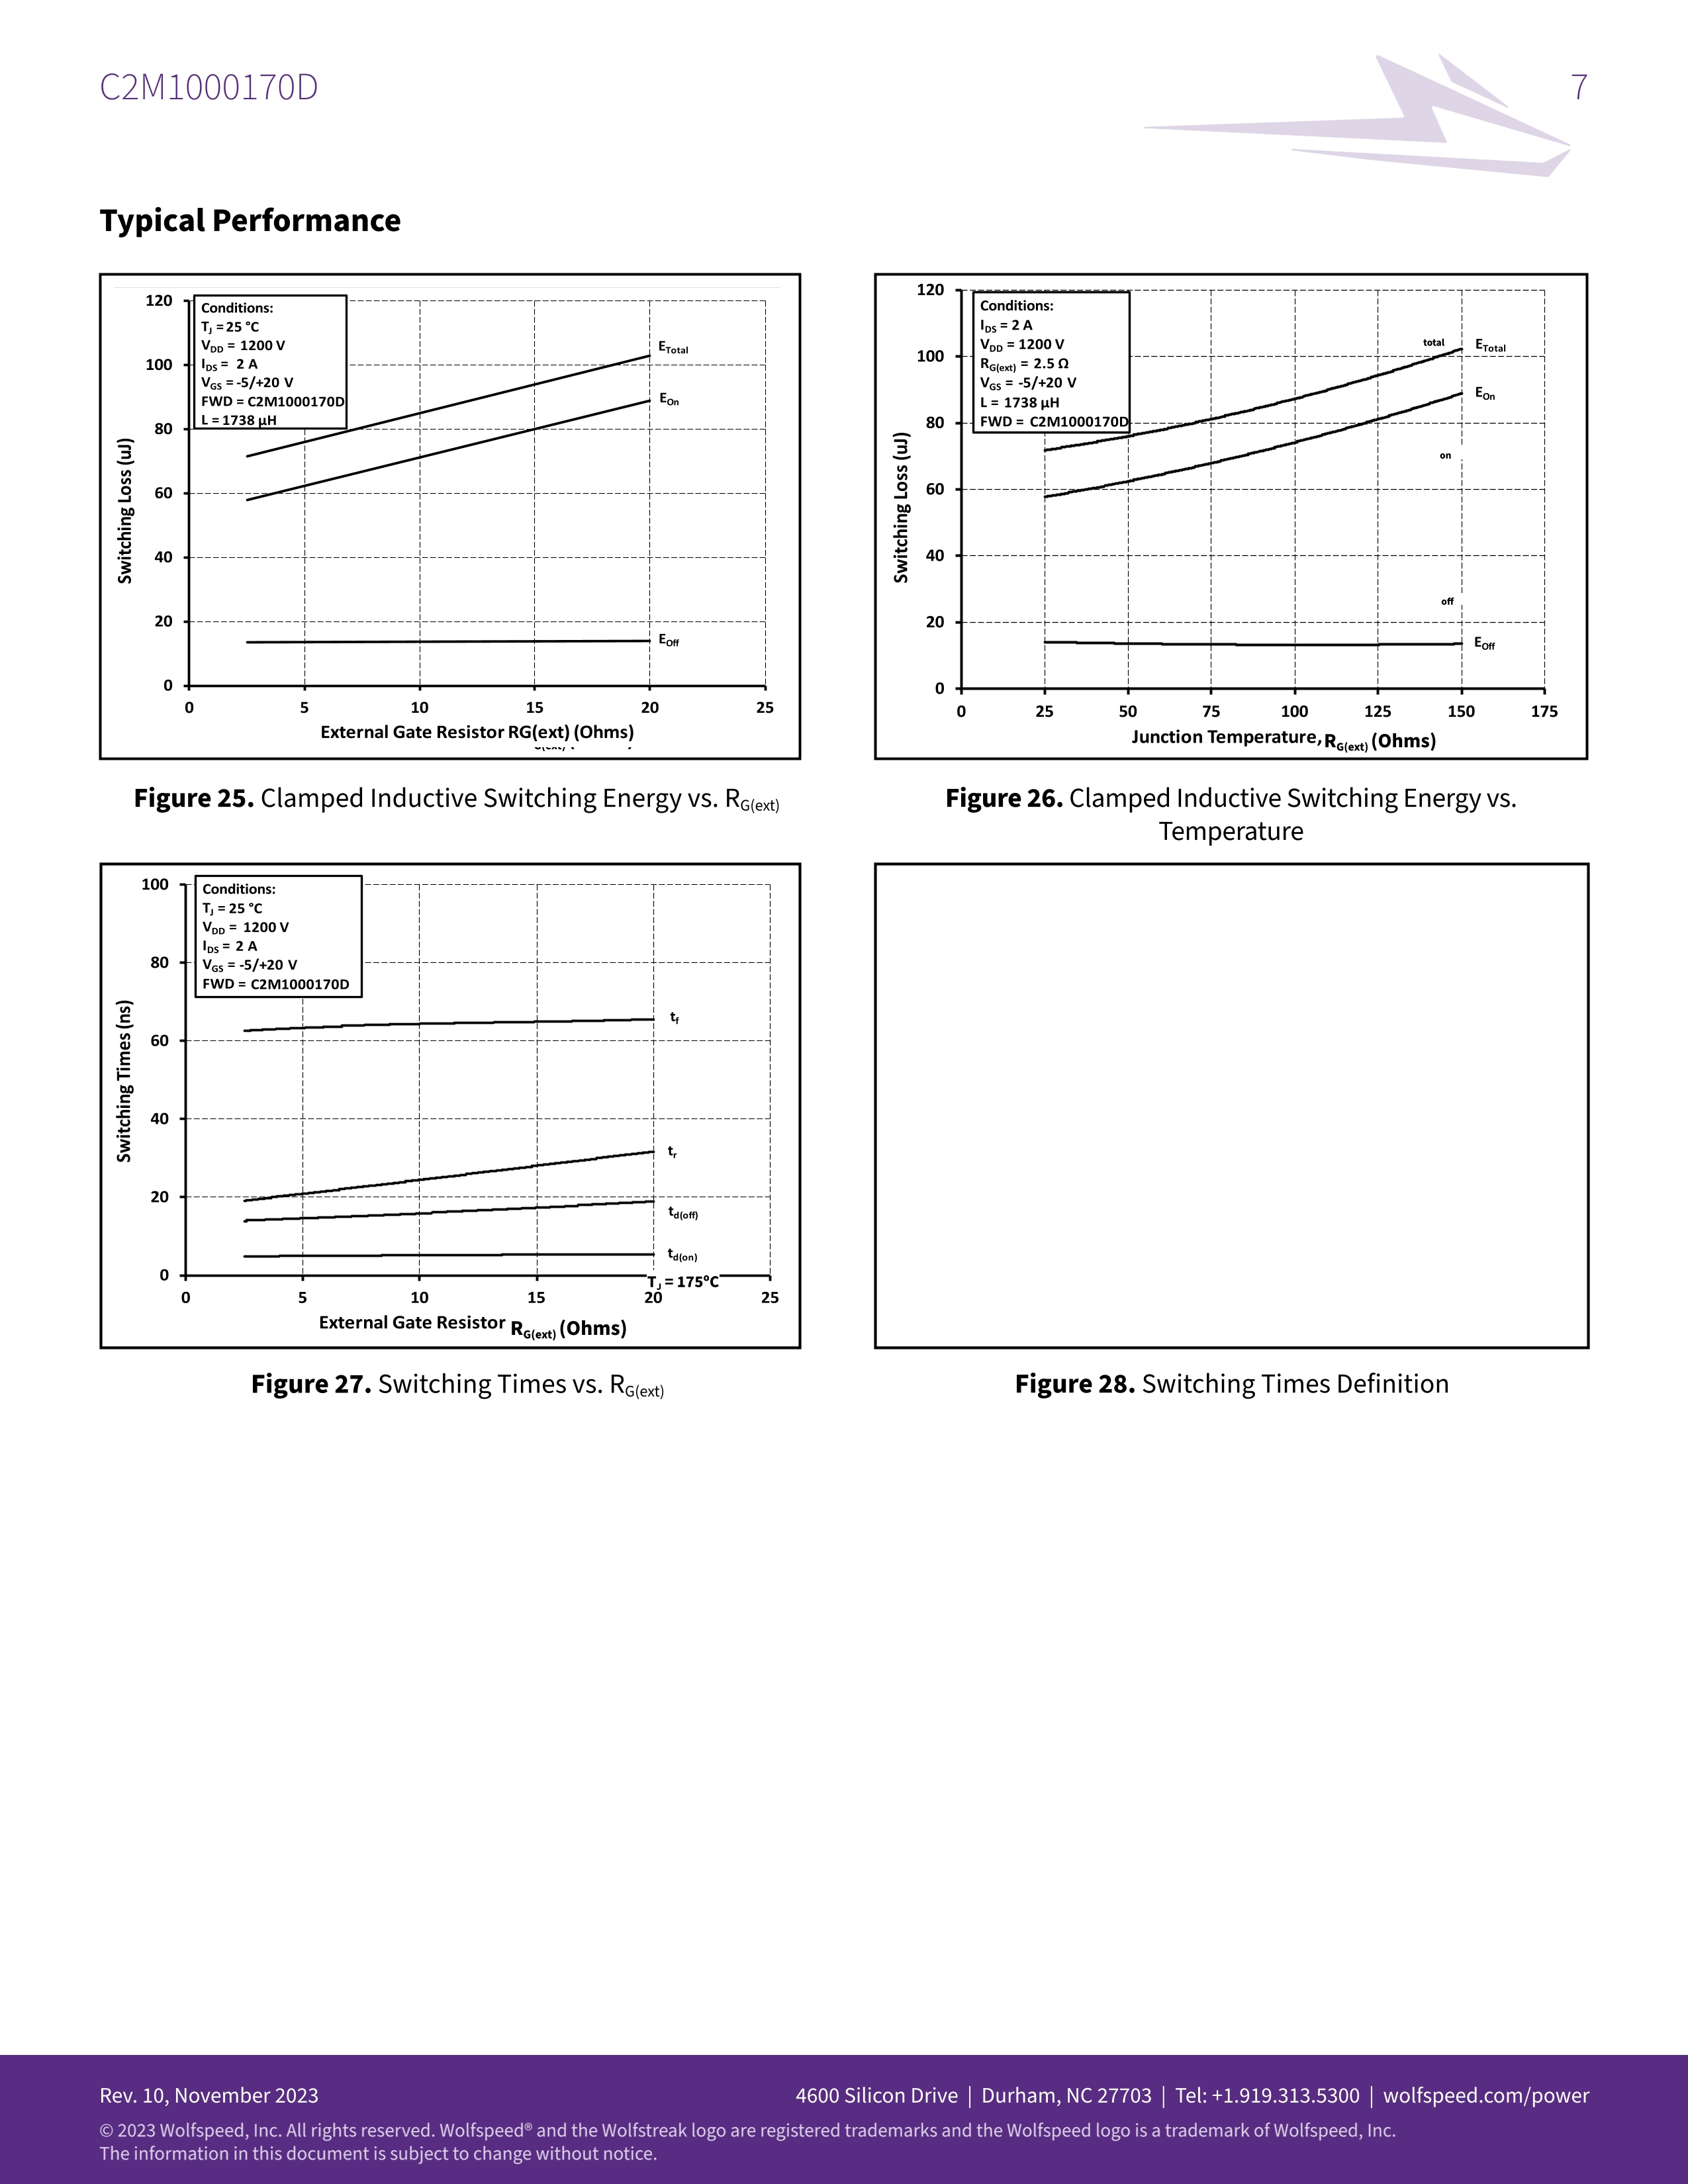 C2M1000170D
7
Typical Performance
120
100
80
60
40
20
0
Switching Loss (uJ)
Conditions:
TJ = 25 °C
VDD = 1200 V
IDS = 2 A
VGS = -5/+20 V
FWD = C2M1000170D
L = 1738 μH
ETotal
EOn
EOff
0 5 10 15 20 25
External Gate Resistor RG(ext) (Ohms)
Figure 25. Clamped Inductive Switching Energy vs. RG(ext)
120
100
80
60
40
20
0
Switching Loss (uJ)
Conditions:
IDS = 2 A
VDD = 1200 V
RG(ext) = 2.5 Ω
VGS = -5/+20 V
L = 1738 μH
FWD = C2M1000170D
total ETotal
EOn
on
off
EOff
0 25 50 75 100 125 150 175
Junction Temperature, RG(ext) (Ohms)
Figure 26. Clamped Inductive Switching Energy vs.
Temperature
100
80
60
40
20
0
Switching Times (ns)
Conditions:
TJ = 25 °C
VDD = 1200 V
IDS = 2 A
VGS = -5/+20 V
FWD = C2M1000170D
tf
tr
td(off)
td(on)
TJ = 175°C
0 5 10 15 20 25
External Gate Resistor RG(ext) (Ohms)
Figure 27. Switching Times vs. RG(ext)
Figure 28. Switching Times Definition
Rev. 10, November 2023
4600 Silicon Drive | Durham, NC 27703 | Tel: +1.919.313.5300 | wolfspeed.com/power
© 2023 Wolfspeed, Inc. All rights reserved. Wolfspeed® and the Wolfstreak logo are registered trademarks and the Wolfspeed logo is a trademark of Wolfspeed, Inc.
The information in this document is subject to change without notice.